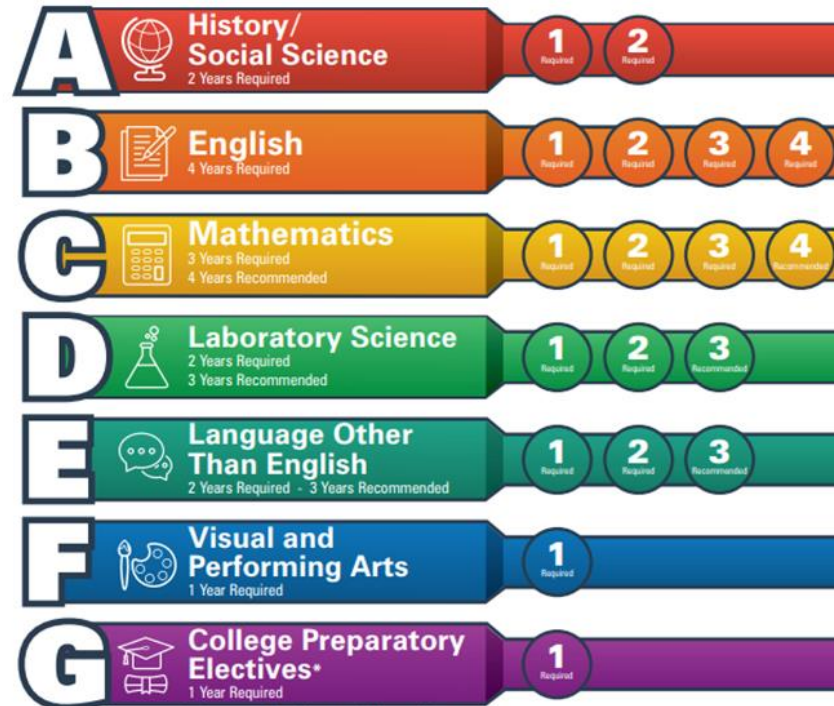 A
History/
Social Science
2 Years Required
1 2
Required Required
B
English
4 Years Required
1 2 3 4
Required Required Required Required
C
Mathematics
3 Years Required
4 Years Recommended
1 2 3 4
Required Required Required Recommended
D
Laboratory Science
2 Years Required
3 Years Recommended
1 2 3
Required Required Recommended
E
Language Other
Than English
2 Years Required - 3 Years Recommended
1 2 3
Required Required Recommended
F
Visual and
Performing Arts
1 Year Required
1
Required
G
College Preparatory
Electives*
1 Year Required
1
Required